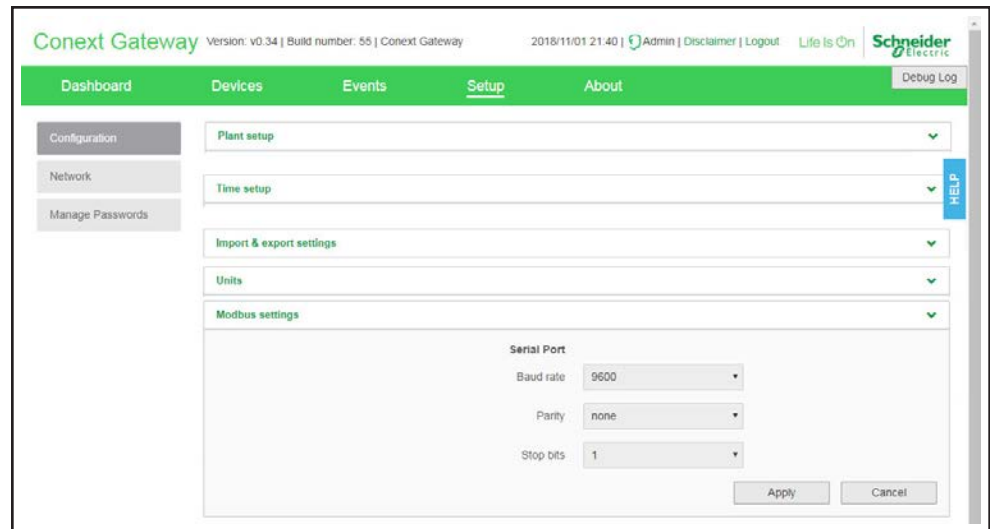 Conext Gateway Version: v0.34 | Build number: 55 | Conext Gateway 2018/11/01 21:40 | Admin | Disclaimer | Logout Life Is On Schneider Electric
Debug Log
Dashboard Devices Events Setup About
Configuration
Network
Manage Passwords
Plant setup
Time setup
HELP
Import & export settings
Units
Modbus settings
Serial Port
Baud rate 9600
Parity none
Stop bits 1
Apply Cancel